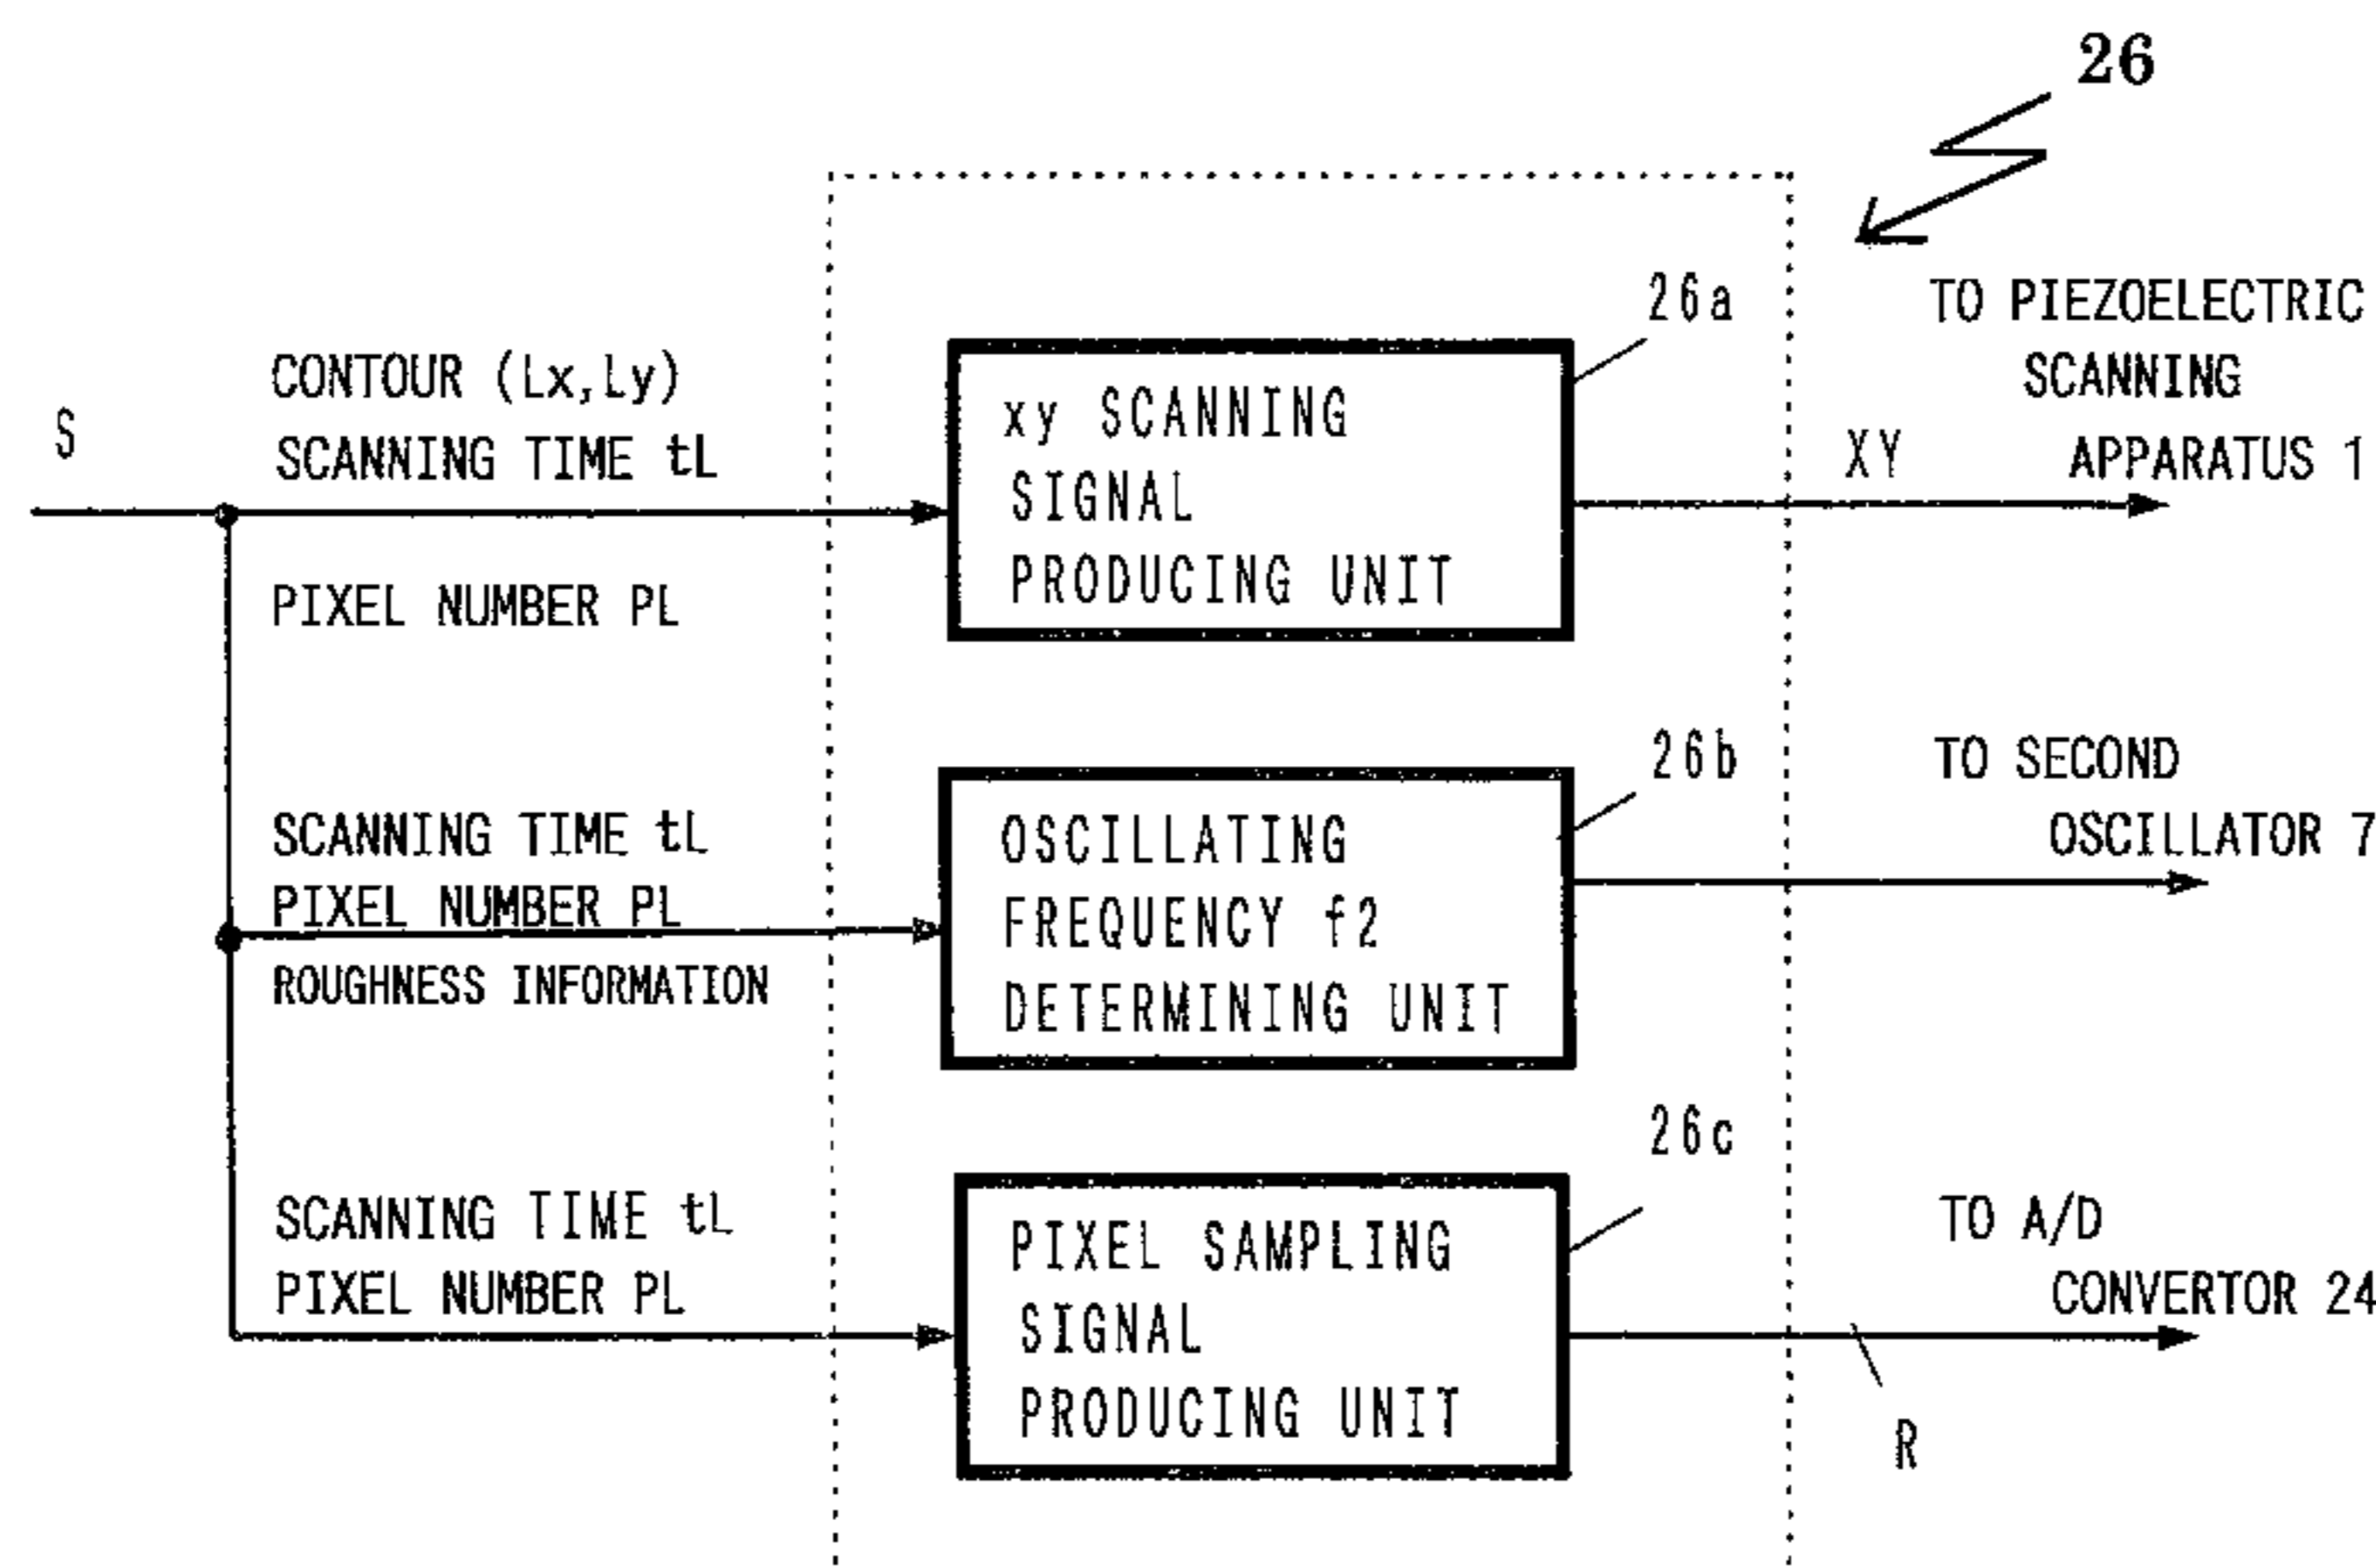 26
26a
TO PIEZOELECTRIC
SCANNING
APPARATUS 1
XY
S
CONTOUR (Lx,Ly)
SCANNING TIME tL
PIXEL NUMBER PL
xy SCANNING
SIGNAL
PRODUCING UNIT
26b
TO SECOND
OSCILLATOR 7
SCANNING TIME tL
PIXEL NUMBER PL
ROUGHNESS INFORMATION
OSCILLATING
FREQUENCY f2
DETERMINING UNIT
26c
TO A/D
CONVERTOR 24
SCANNING TIME tL
PIXEL NUMBER PL
PIXEL SAMPLING
SIGNAL
PRODUCING UNIT
R